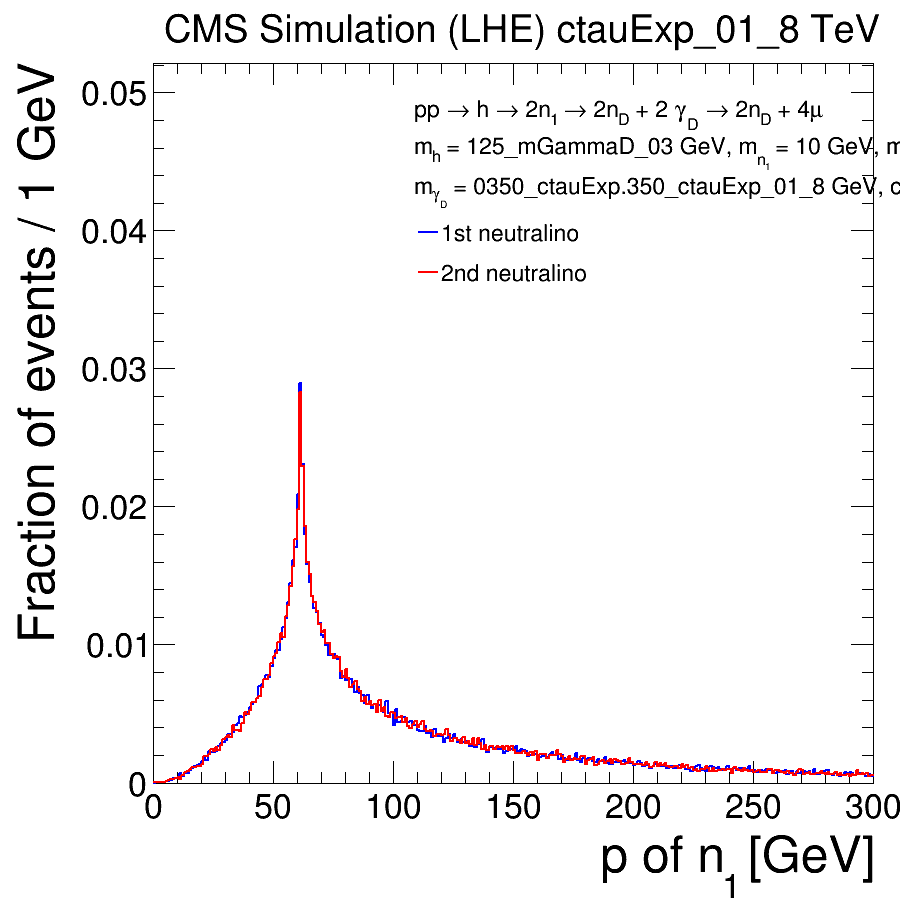 CMS Simulation (LHE) ctauExp_01_8 TeV
Fraction of events / 1 GeV
0.05
0.04
0.03
0.02
0.01
0
pp → h → 2n1 → 2nD + 2 γD → 2nD + 4μ
mh = 125_mGammaD_03 GeV, mn1 = 10 GeV, m
mγD = 0350_ctauExp.350_ctauExp_01_8 GeV, c
1st neutralino
2nd neutralino
0 50 100 150 200 250 300
p of n1 [GeV]